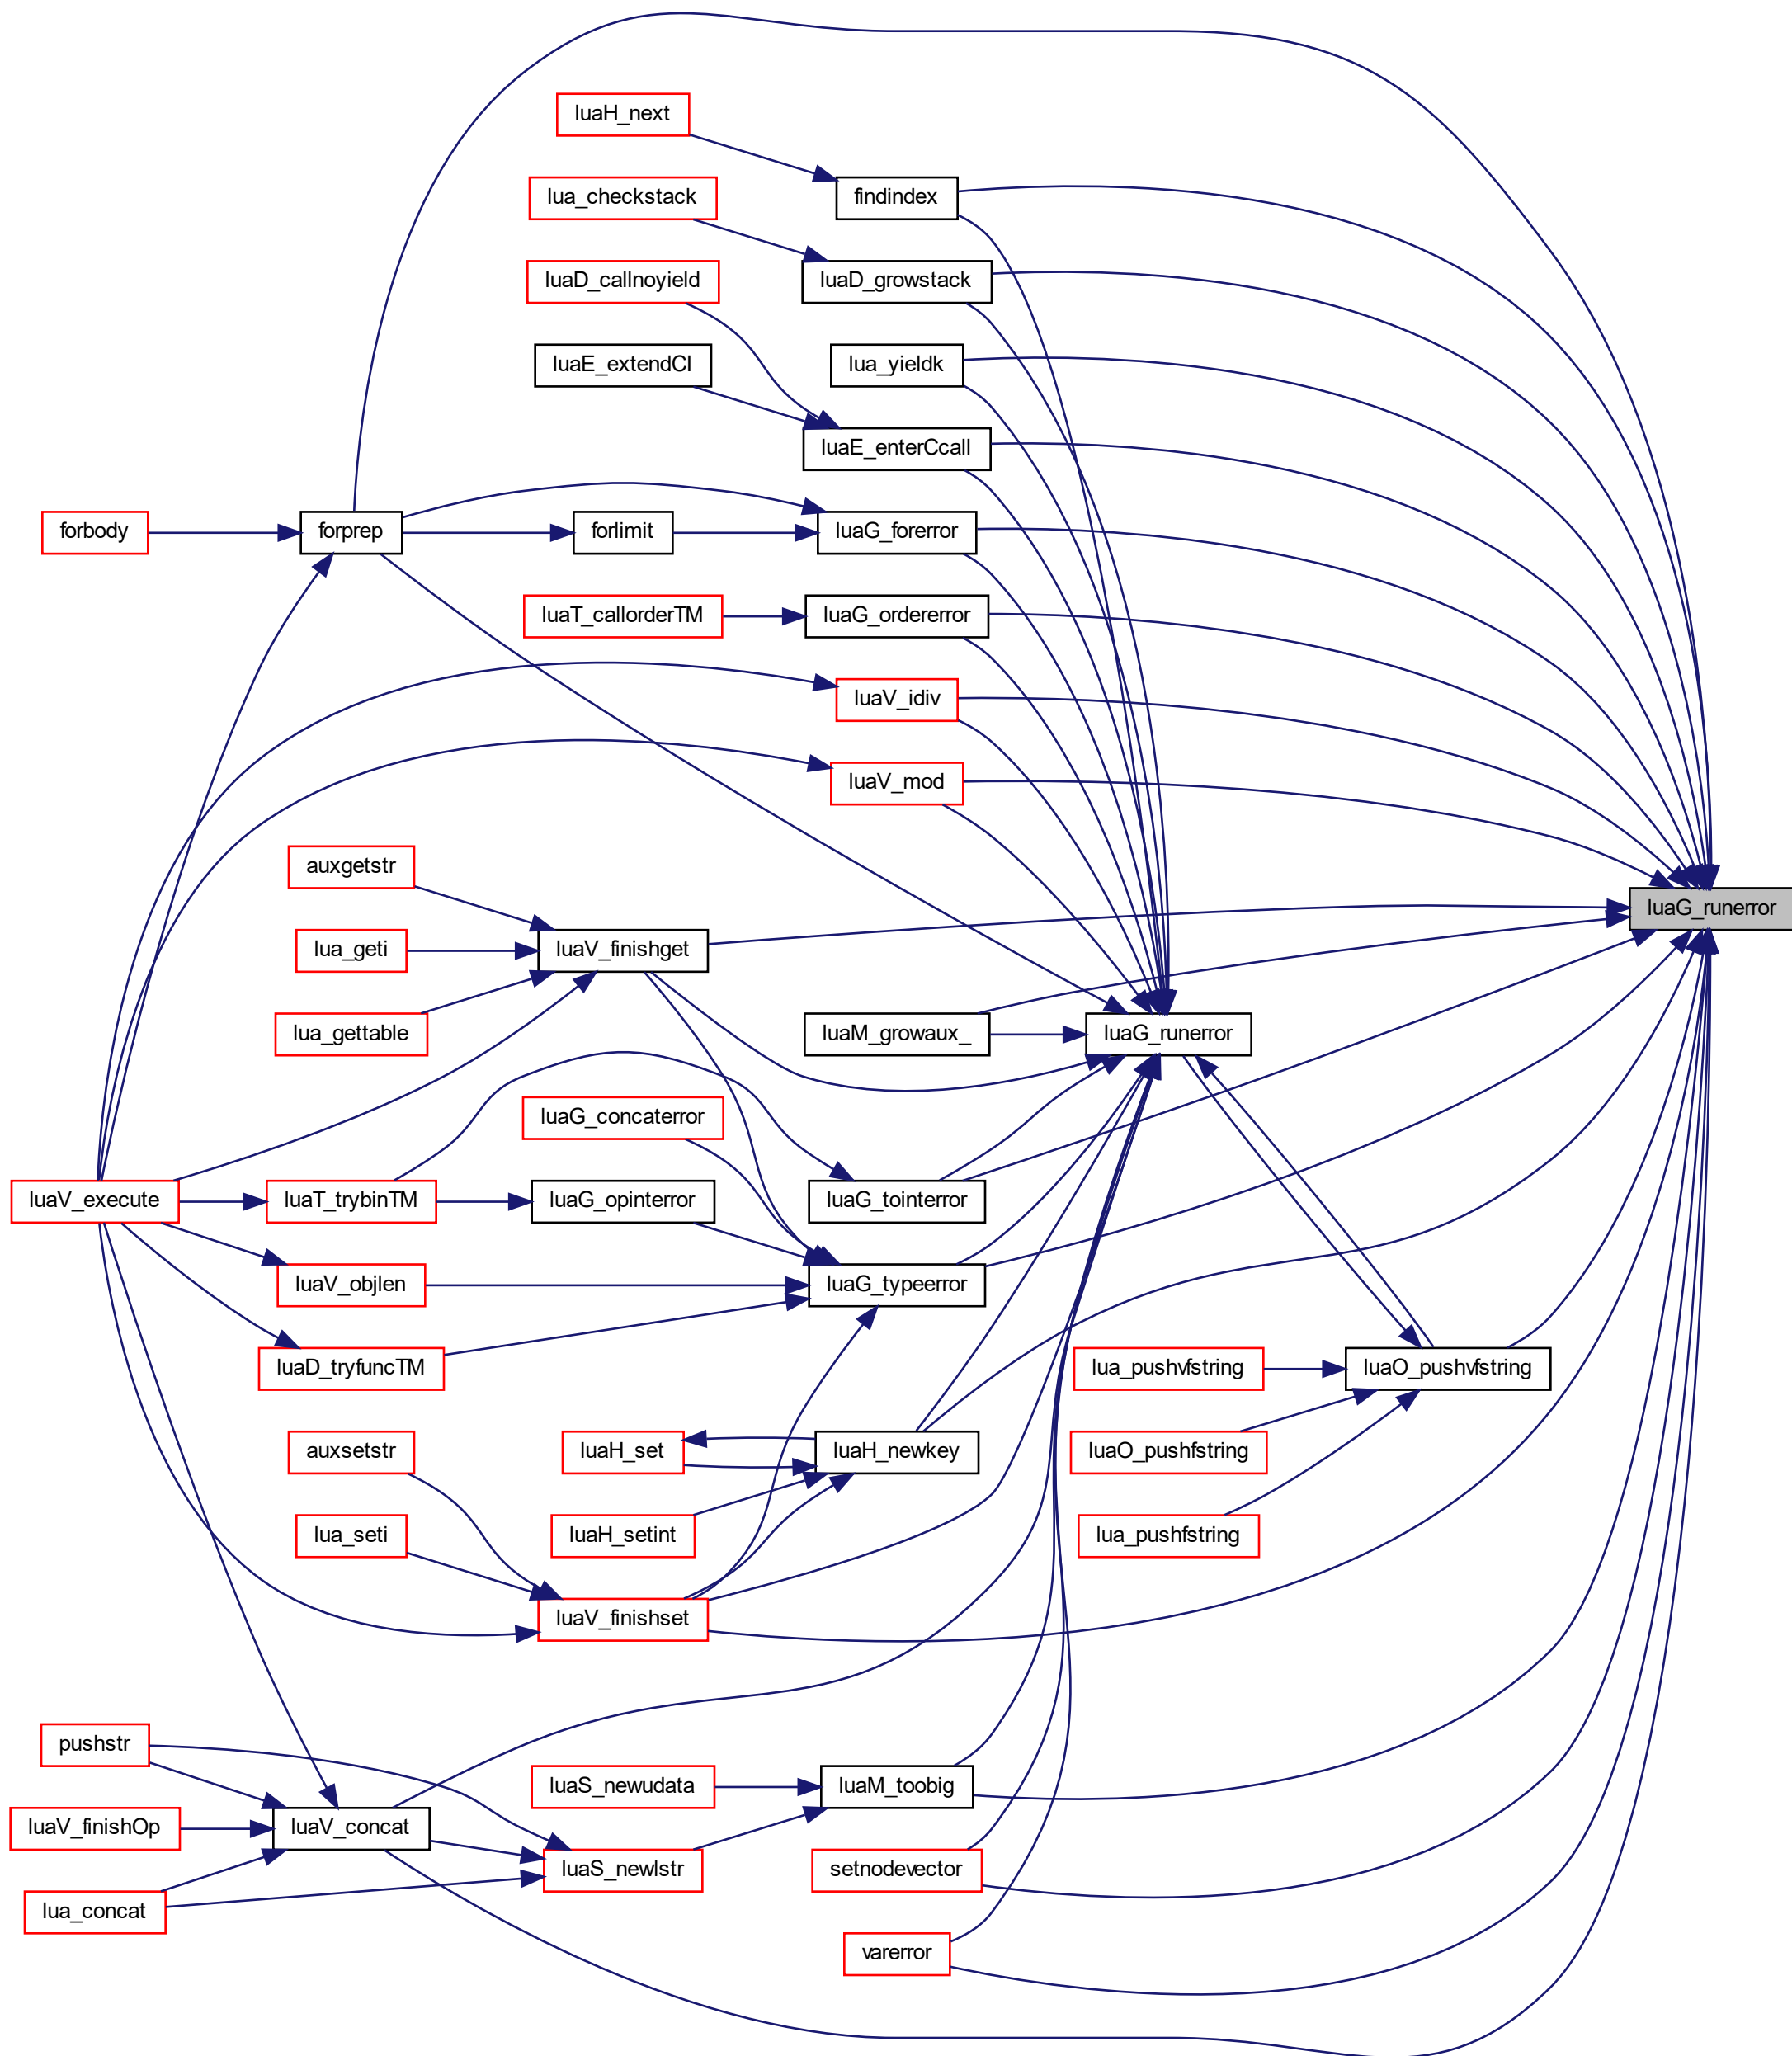 luaH_next
findindex
lua_checkstack
luaD_growstack
luaD_callnoyield
luaE_extendCI
lua_yieldk
luaE_enterCcall
forbody
forprep
forlimit
luaG_forerror
luaT_callorderTM
luaG_ordererror
luaV_idiv
luaV_mod
auxgetstr
luaG_runerror
lua_geti
luaV_finishget
lua_gettable
luaM_growaux_
luaG_runerror
luaG_concaterror
luaV_execute
luaT_trybinTM
luaG_opinterror
luaG_tointerror
luaV_objlen
luaG_typeerror
luaD_tryfuncTM
lua_pushvfstring
luaO_pushvfstring
auxsetstr
luaH_set
luaH_newkey
luaO_pushfstring
lua_seti
luaH_setint
lua_pushfstring
luaV_finishset
pushstr
luaS_newudata
luaM_toobig
luaV_finishOp
luaV_concat
luaS_newlstr
setnodevector
lua_concat
varerror